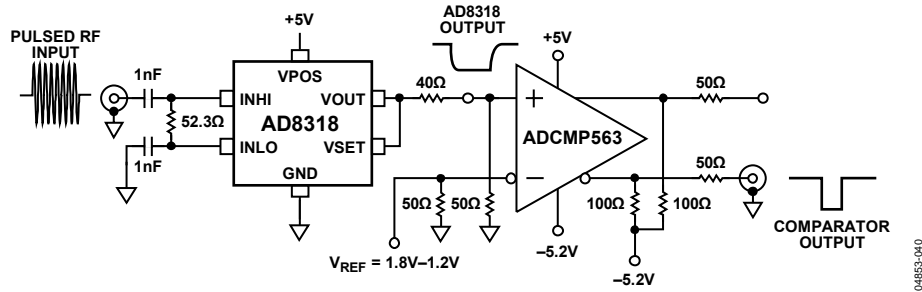 PULSED RF
INPUT
+5V
AD8318
OUTPUT
+5V
1nF
VPOS
40Ω
50Ω
INHI
VOUT
52.3Ω
AD8318
ADCMP563
INLO
VSET
50Ω
1nF
GND
50Ω
50Ω
100Ω
100Ω
–5.2V
COMPARATOR
OUTPUT
VREF = 1.8V–1.2V
–5.2V
04853-040
+
−